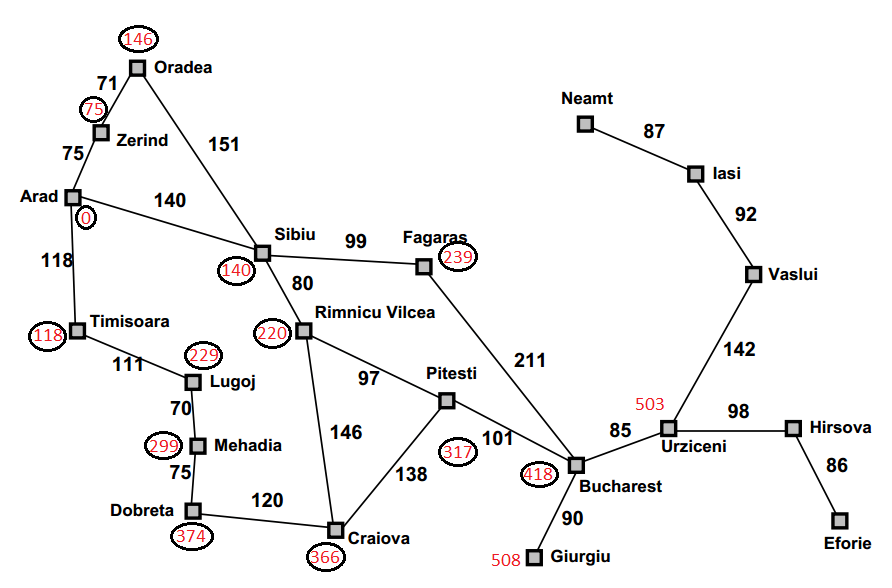 146
Oradea
71
Neamt
75
87
Zerind
151
75
Iasi
Arad
140
0
92
Sibiu
99
Fagaras
118
239
140
80
Vaslui
Timisoara
Rimnicu Vilcea
118
220
142
229
111
211
Lugoj
97
Pitesti
70
503
98
Hirsova
146
299
Mehadia
101
85
Urziceni
317
86
75
138
418
Bucharest
120
Dobreta
90
374
Craiova
Eforie
366
508
Giurgiu